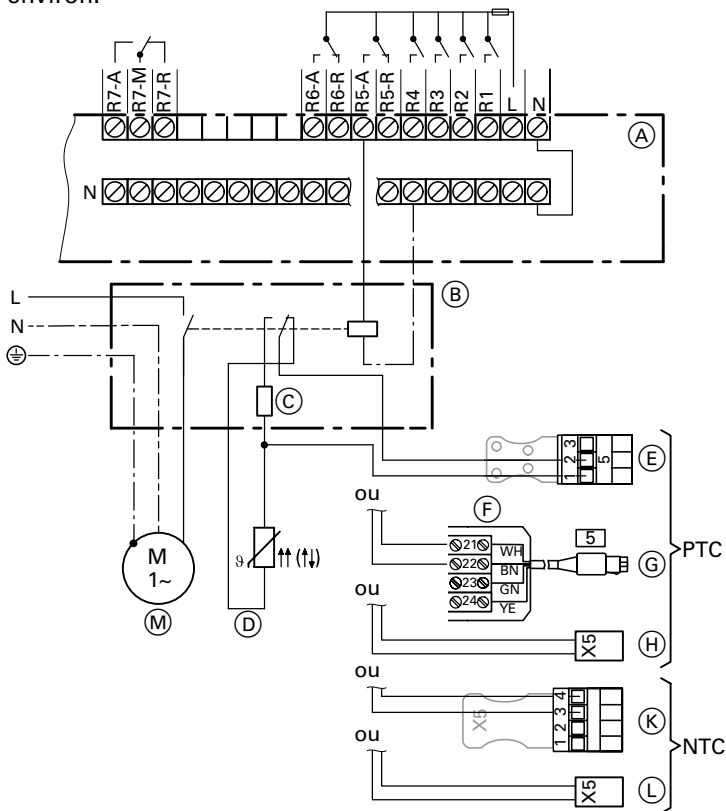 environ.
R7-A R7-M R7-R R6-A R6-R R5-A R5-R R4 R3 R2 R1 L N
A
N
B
L
N
C
3
2
1
5
E
ou
F
PTC
5
21 WH
22 BN
23 GN
24 YE
G
M
1~
ϑ
(↑↓)
M
D
ou
X5
H
ou
X5
4
3
2
1
K
NTC
ou
X5
L